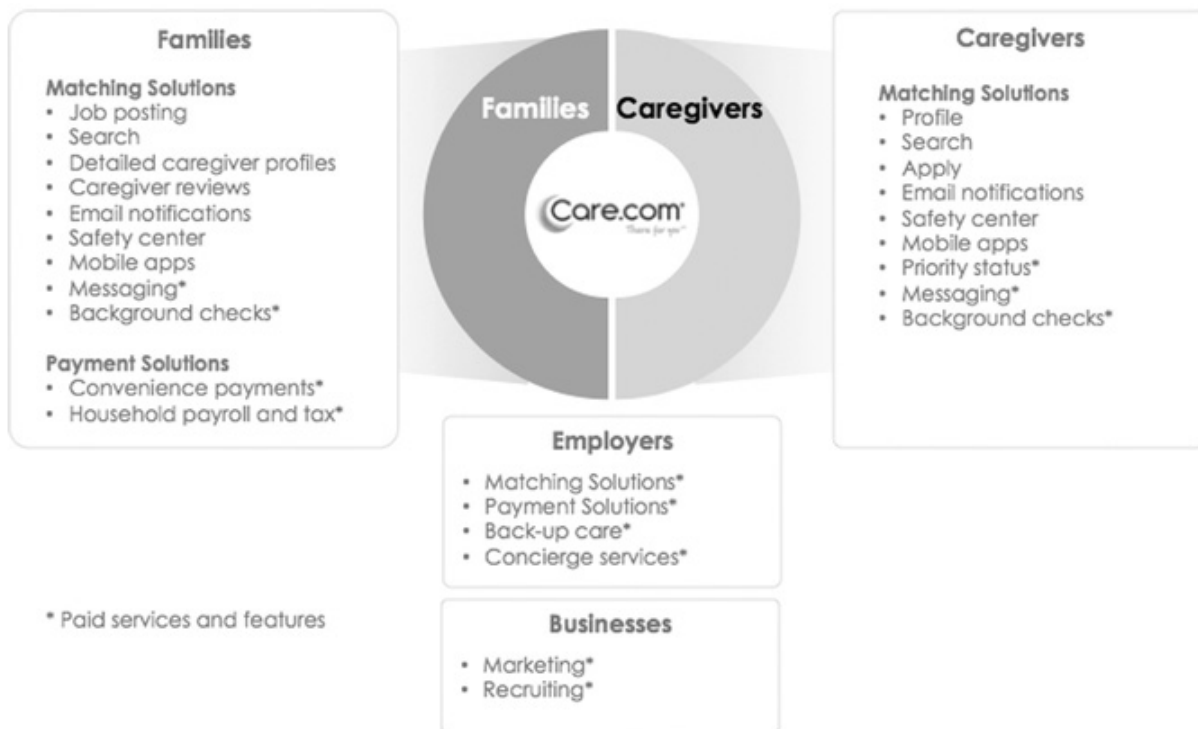 Families
Matching Solutions
• Job posting
• Search
• Detailed caregiver profiles
• Caregiver reviews
• Email notifications
• Safety center
• Mobile apps
• Messaging*
• Background checks*
Payment Solutions
• Convenience payments*
• Household payroll and tax*
Families
Caregivers
Care.com®
There for you™
Caregivers
Matching Solutions
• Profile
• Search
• Apply
• Email notifications
• Safety center
• Mobile apps
• Priority status*
• Messaging*
• Background checks*
Employers
• Matching Solutions*
• Payment Solutions*
• Back-up care*
• Concierge services*
* Paid services and features
Businesses
• Marketing*
• Recruiting*